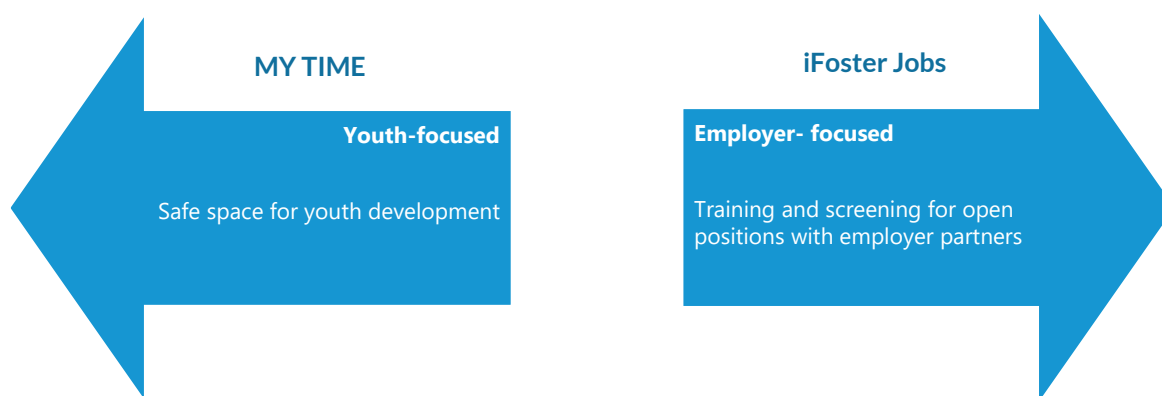 MY TIME
Youth-focused
Safe space for youth development
iFoster Jobs
Employer- focused
Training and screening for open
positions with employer partners